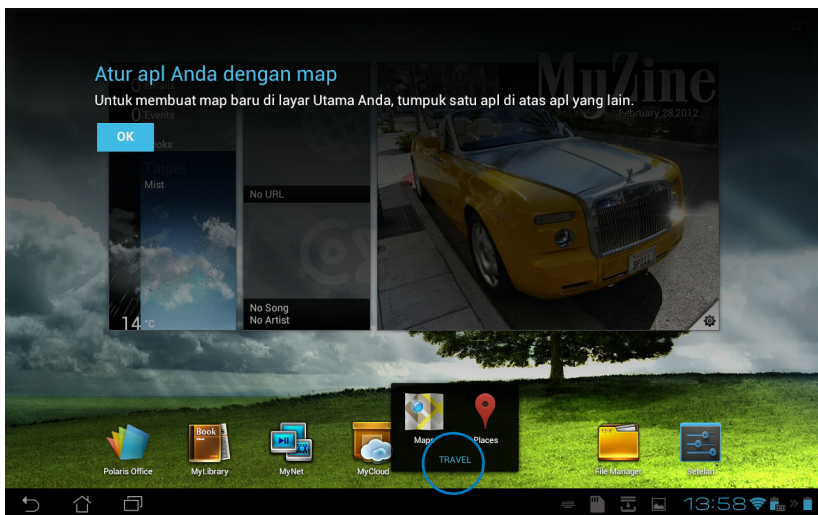 Atur apl Anda dengan map
Untuk membuat map baru di layar Utama Anda, tumpuk satu apl di atas apl yang lain.
OK
MyZine
February 28,2012
0 Emails
0 Events
Taipei
Mist
14 °C
No URL
No Song
No Artist
Maps
Places
TRAVEL
Book
Polaris Office
MyLibrary
MyNet
MyCloud
File Manager
Setelan
13:58